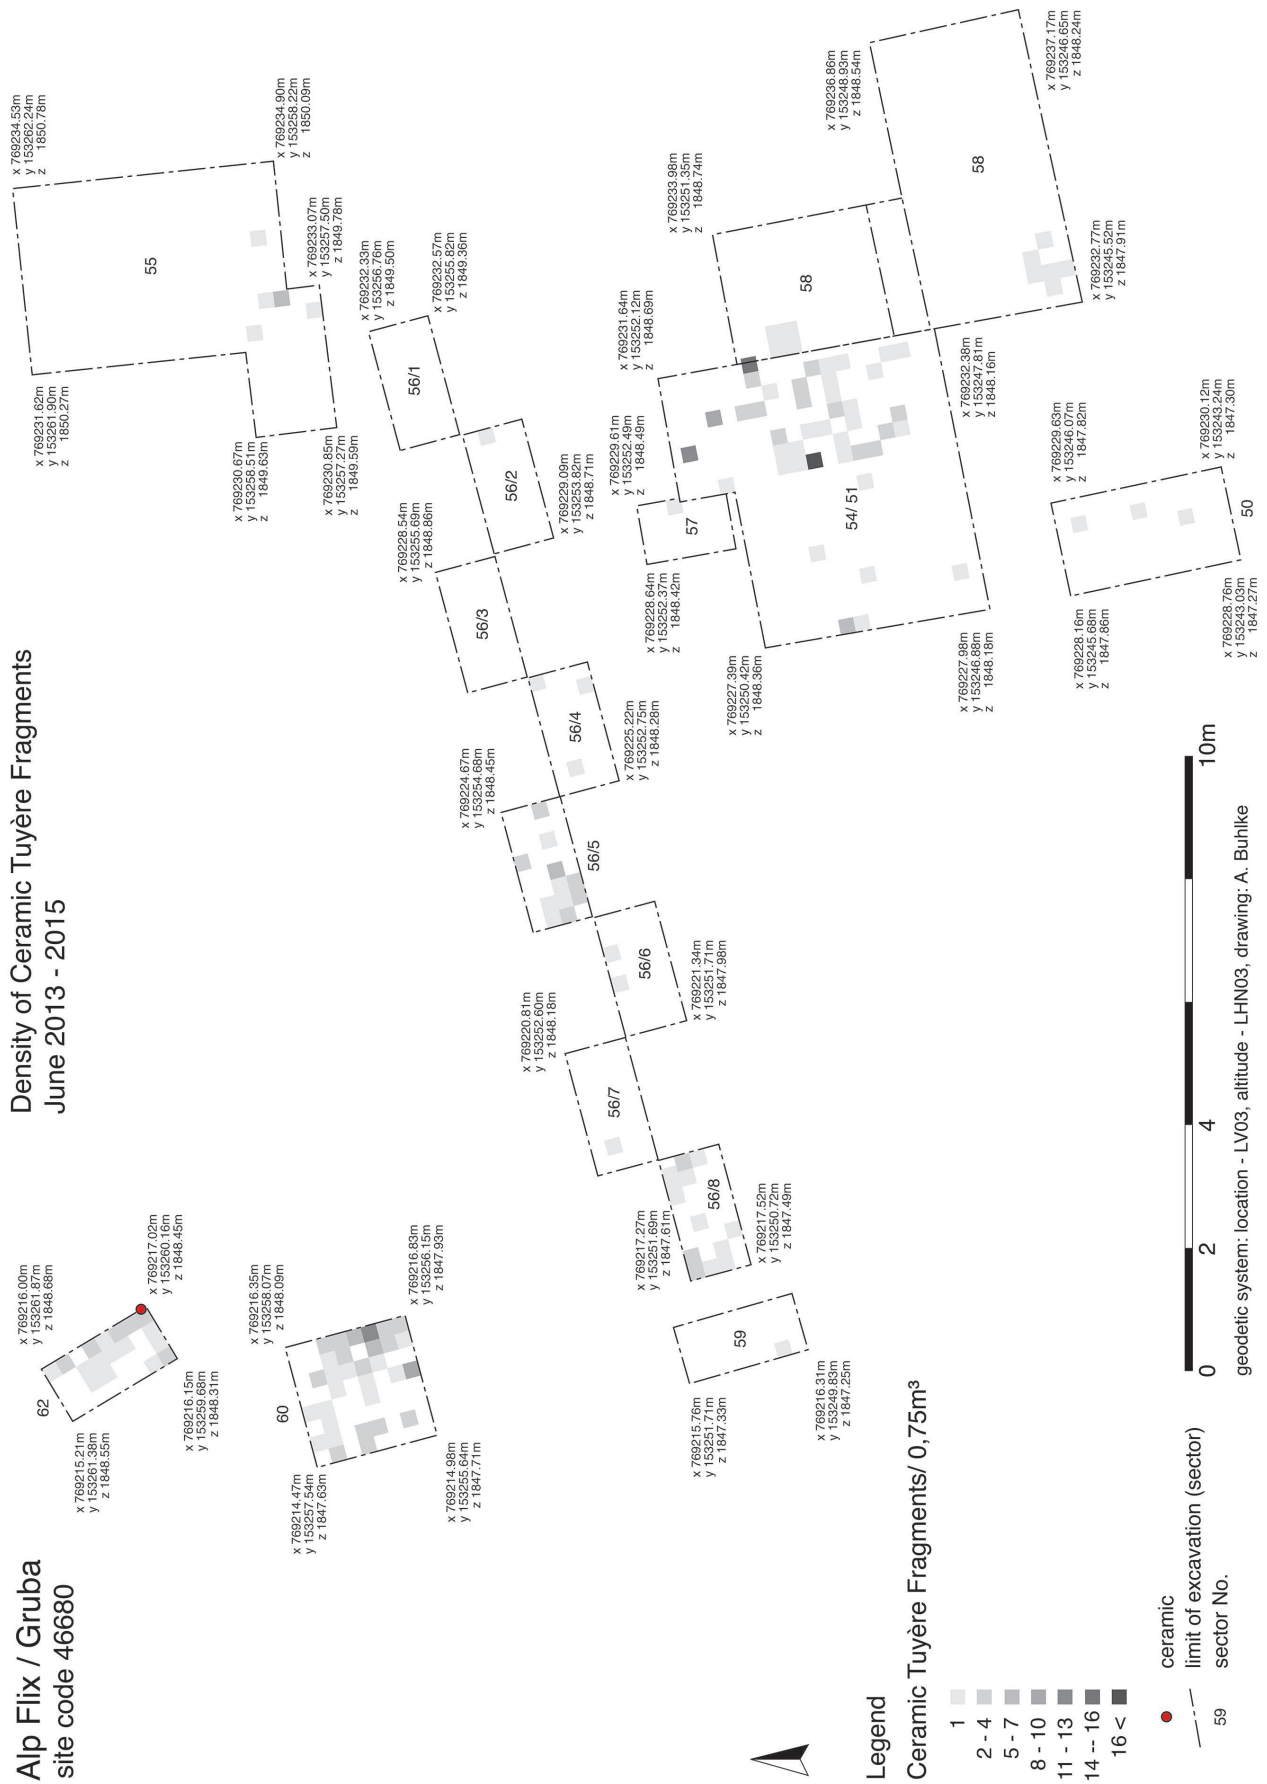 Alp Flix / Gruba
site code 46680
Density of Ceramic Tuyère Fragments
June 2013 - 2015
62
x 769216.00m
y 153261.87m
z 1848.68m
x 769217.02m
y 153260.16m
z 1848.45m
x 769215.21m
y 153261.38m
z 1848.55m
x 769216.15m
y 153259.68m
z 1848.31m
60
x 769216.35m
y 153258.07m
z 1848.09m
x 769216.83m
y 153256.15m
z 1847.93m
x 769214.47m
y 153257.54m
z 1847.63m
x 769214.98m
y 153255.64m
z 1847.71m
55
x 769234.53m
y 153262.24m
z 1850.78m
x 769234.90m
y 153258.22m
z 1850.09m
x 769233.07m
y 153257.50m
z 1849.78m
x 769231.62m
y 153261.90m
z 1850.27m
x 769230.67m
y 153258.51m
z 1849.63m
x 769230.85m
y 153257.27m
z 1849.59m
56/1
x 769232.33m
y 153256.76m
z 1849.50m
x 769232.57m
y 153255.82m
z 1849.36m
56/2
x 769229.09m
y 153253.82m
z 1848.71m
56/3
x 769228.54m
y 153255.69m
z 1848.86m
56/4
x 769225.22m
y 153252.75m
z 1848.28m
56/5
x 769224.67m
y 153254.68m
z 1848.45m
56/6
x 769221.34m
y 153251.71m
z 1847.98m
56/7
x 769220.81m
y 153252.60m
z 1848.18m
56/8
x 769217.27m
y 153251.69m
z 1847.61m
x 769217.52m
y 153250.72m
z 1847.49m
59
x 769215.76m
y 153251.71m
z 1847.33m
x 769216.31m
y 153249.83m
z 1847.25m
57
x 769229.61m
y 153252.49m
z 1848.49m
x 769228.64m
y 153252.37m
z 1848.42m
54/ 51
x 769231.64m
y 153252.12m
z 1848.69m
x 769227.39m
y 153250.42m
z 1848.36m
x 769227.98m
y 153246.88m
z 1848.18m
x 769232.38m
y 153247.81m
z 1848.16m
58
x 769233.98m
y 153251.35m
z 1848.74m
58
x 769236.86m
y 153248.93m
z 1848.54m
x 769237.17m
y 153246.65m
z 1848.24m
x 769232.77m
y 153245.52m
z 1847.91m
50
x 769229.63m
y 153246.07m
z 1847.82m
x 769230.12m
y 153243.24m
z 1847.30m
x 769228.16m
y 153245.68m
z 1847.86m
x 769228.76m
y 153243.03m
z 1847.27m
Legend
Ceramic Tuyère Fragments/ 0,75m³
1
2 - 4
5 - 7
8 - 10
11 - 13
14 -- 16
16 <
ceramic
limit of excavation (sector)
59 sector No.
0 2 4 10m
geodetic system: location - LV03, altitude - LHN03, drawing: A. Buhlke